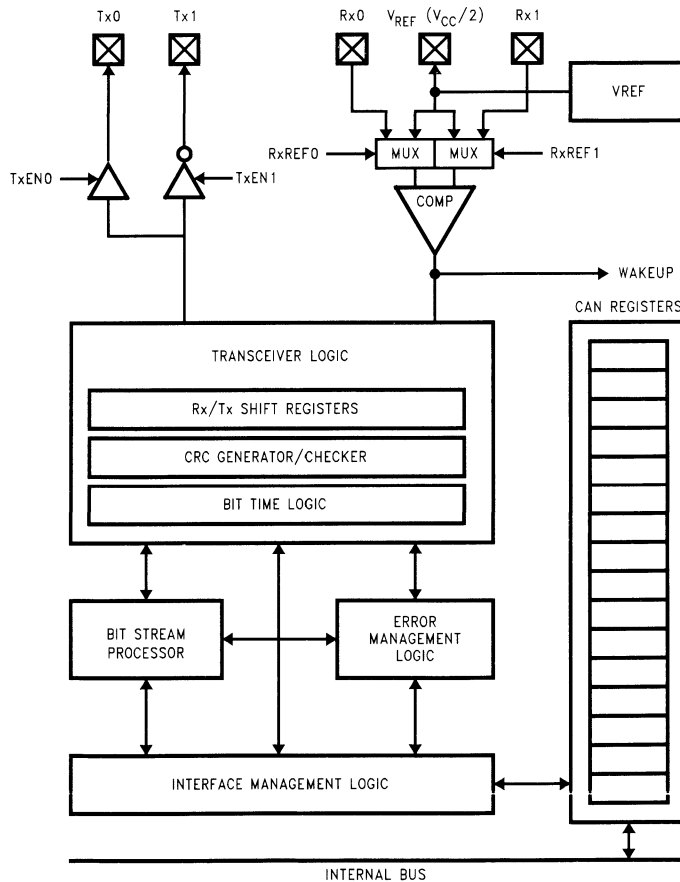 Tx0 Tx1 Rx0 VREF (VCC/2) Rx1
VREF
RxREF0 MUX MUX RxREF1
TxEN0 TxEN1
COMP
WAKEUP
CAN REGISTERS
TRANSCEIVER LOGIC
Rx/Tx SHIFT REGISTERS
CRC GENERATOR/CHECKER
BIT TIME LOGIC
BIT STREAM
PROCESSOR
ERROR
MANAGEMENT
LOGIC
INTERFACE MANAGEMENT LOGIC
INTERNAL BUS